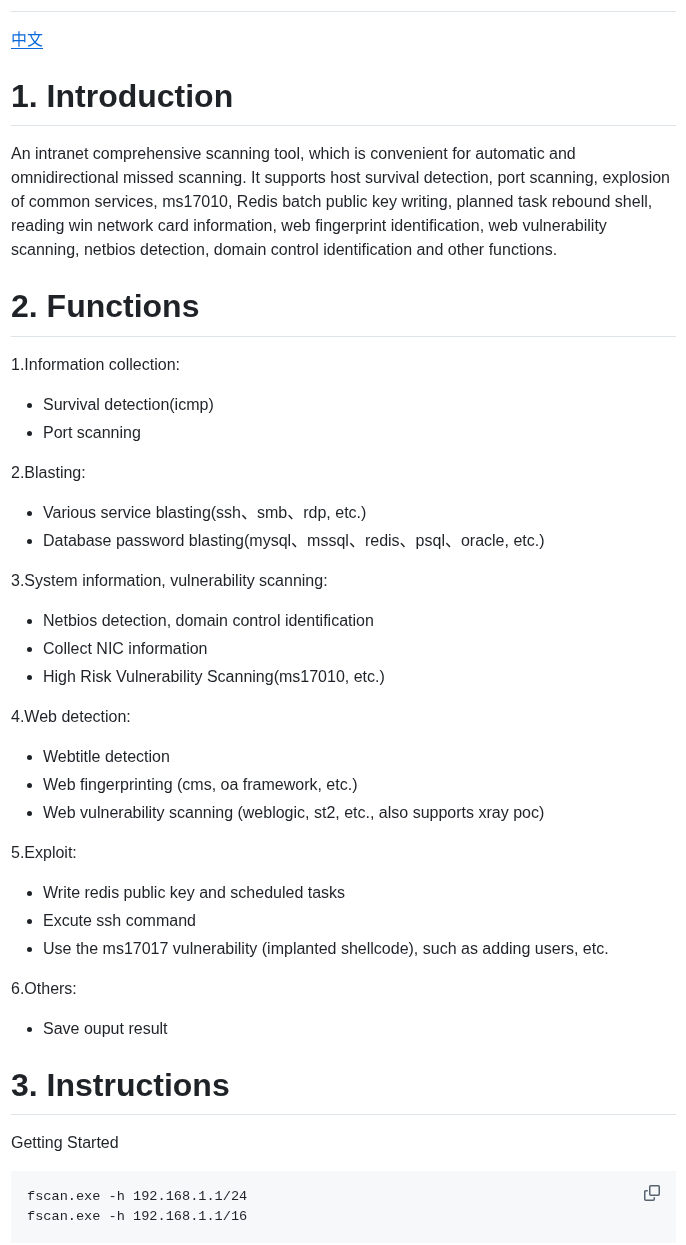 中文
1. Introduction
An intranet comprehensive scanning tool, which is convenient for automatic and
omnidirectional missed scanning. It supports host survival detection, port scanning, explosion
of common services, ms17010, Redis batch public key writing, planned task rebound shell,
reading win network card information, web fingerprint identification, web vulnerability
scanning, netbios detection, domain control identification and other functions.
2. Functions
1.Information collection:
• Survival detection(icmp)
• Port scanning
2.Blasting:
• Various service blasting(ssh、smb、rdp, etc.)
• Database password blasting(mysql、mssql、redis、psql、oracle, etc.)
3.System information, vulnerability scanning:
• Netbios detection, domain control identification
• Collect NIC information
• High Risk Vulnerability Scanning(ms17010, etc.)
4.Web detection:
• Webtitle detection
• Web fingerprinting (cms, oa framework, etc.)
• Web vulnerability scanning (weblogic, st2, etc., also supports xray poc)
5.Exploit:
• Write redis public key and scheduled tasks
• Excute ssh command
• Use the ms17017 vulnerability (implanted shellcode), such as adding users, etc.
6.Others:
• Save ouput result
3. Instructions
Getting Started
fscan.exe -h 192.168.1.1/24
fscan.exe -h 192.168.1.1/16